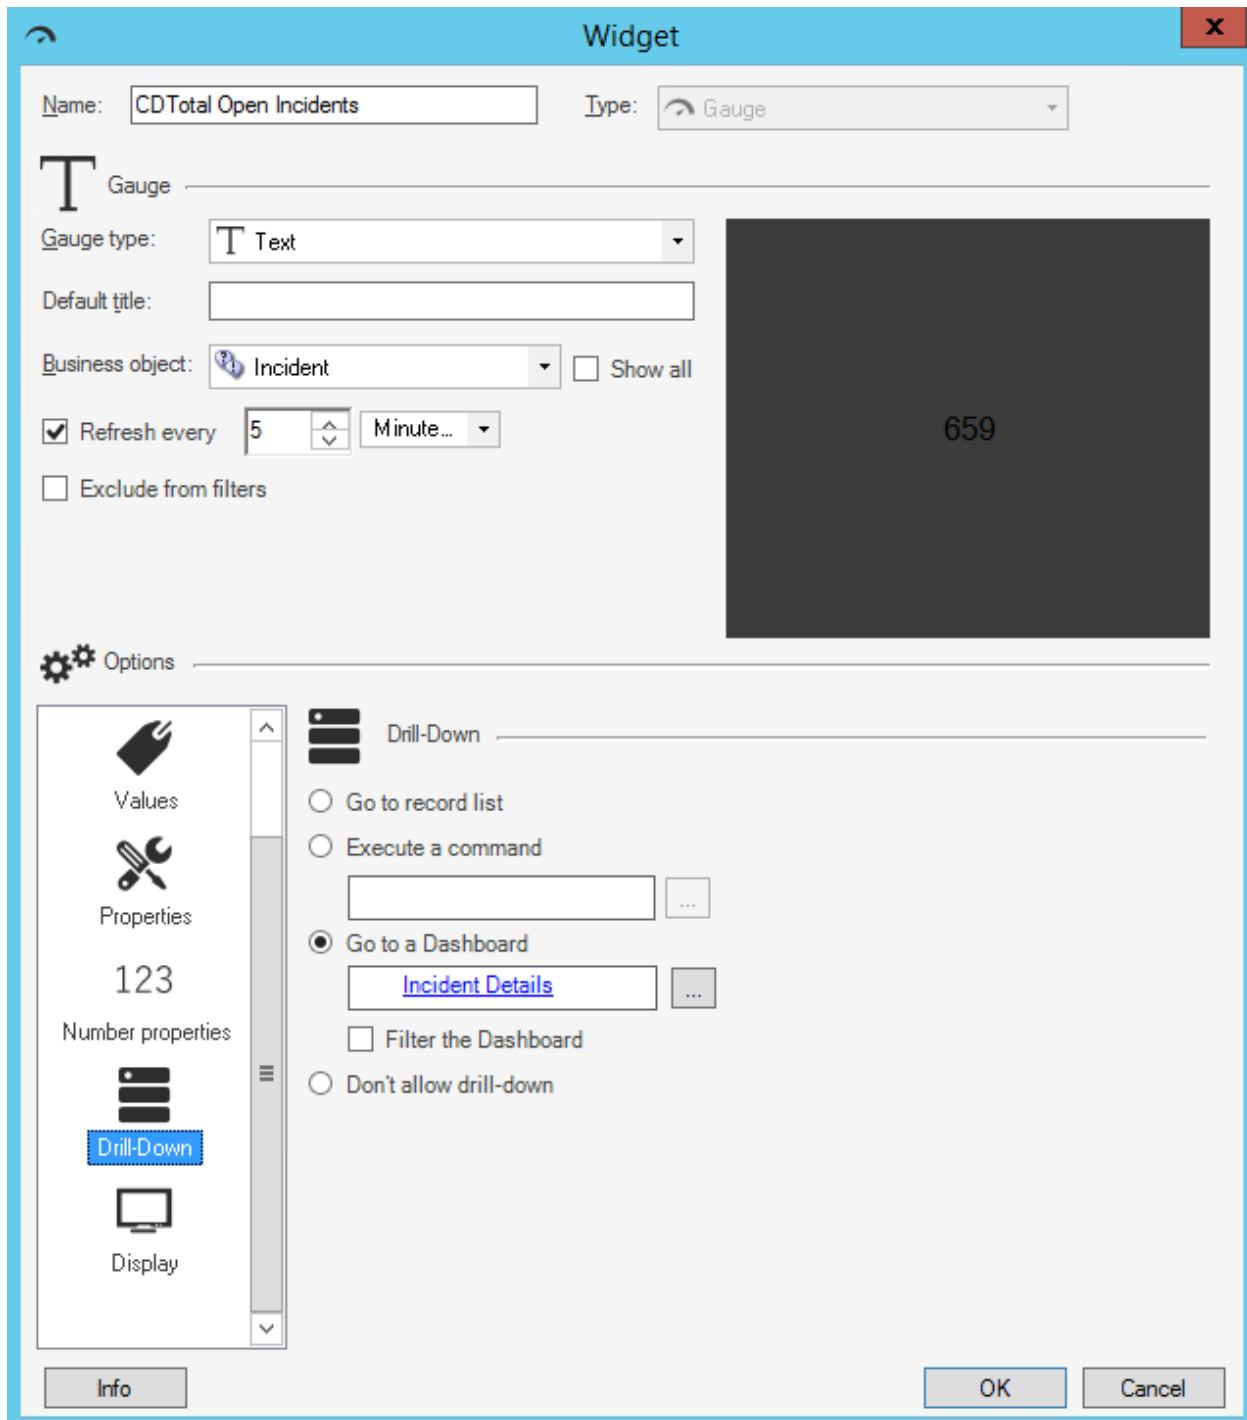 Widget
x
Name: CDTotal Open Incidents Type: Gauge
T Gauge
Gauge type: T Text
Default title:
Business object: Incident Show all
Refresh every 5 Minute...
659
Exclude from filters
Options
Drill-Down
Values
Go to record list
Execute a command
...
Properties
Go to a Dashboard
123
Incident Details ...
Number properties
Filter the Dashboard
Don't allow drill-down
Drill-Down
Display
Info OK Cancel